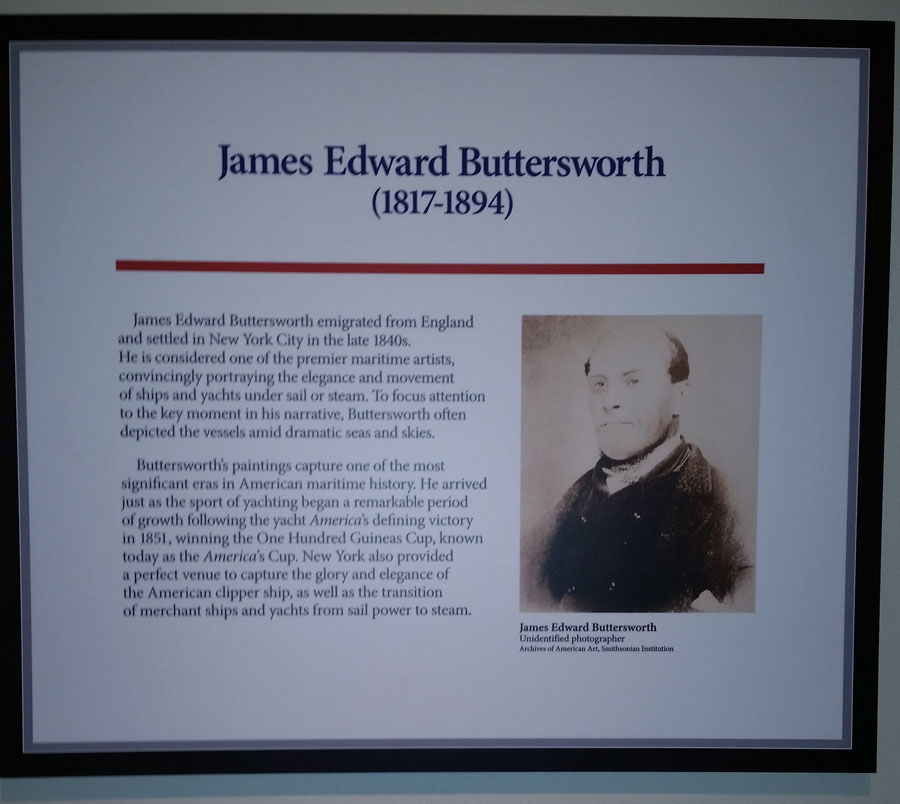 James Edward Buttersworth
(1817-1894)
James Edward Buttersworth emigrated from England
and settled in New York City in the late 1840s.
He is considered one of the premier maritime artists,
convincingly portraying the elegance and movement
of ships and yachts under sail or steam. To focus attention
to the key moment in his narrative, Buttersworth often
depicted the vessels amid dramatic seas and skies.
Buttersworth's paintings capture one of the most
significant eras in American maritime history. He arrived
just as the sport of yachting began a remarkable period
of growth following the yacht America's defining victory
in 1851, winning the One Hundred Guineas Cup, known
today as the America's Cup. New York also provided
a perfect venue to capture the glory and elegance of
the American clipper ship, as well as the transition
of merchant ships and yachts from sail power to steam.
James Edward Buttersworth
Unidentified photographer
Archives of American Art, Smithsonian Institution